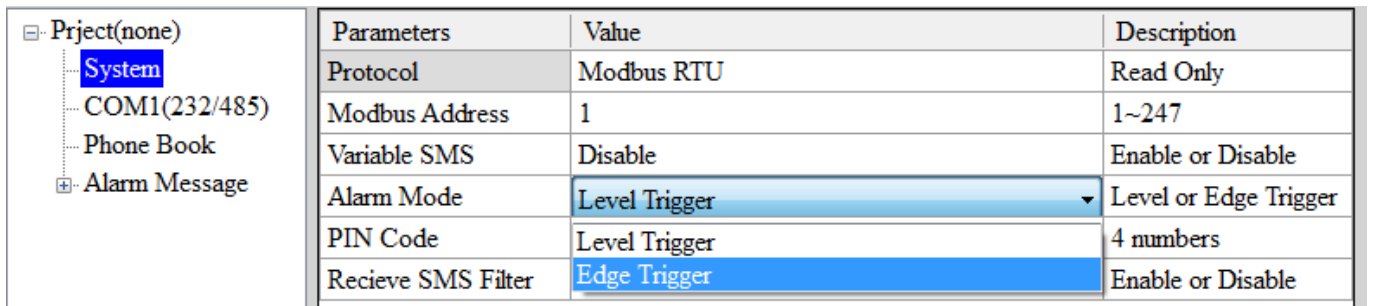 Prject(none)
System
COM1(232/485)
Phone Book
Alarm Message
Parameters Value Description
Protocol Modbus RTU Read Only
Modbus Address 1 1~247
Variable SMS Disable Enable or Disable
Alarm Mode Level Trigger Level or Edge Trigger
PIN Code Level Trigger 4 numbers
Recieve SMS Filter Edge Trigger Enable or Disable